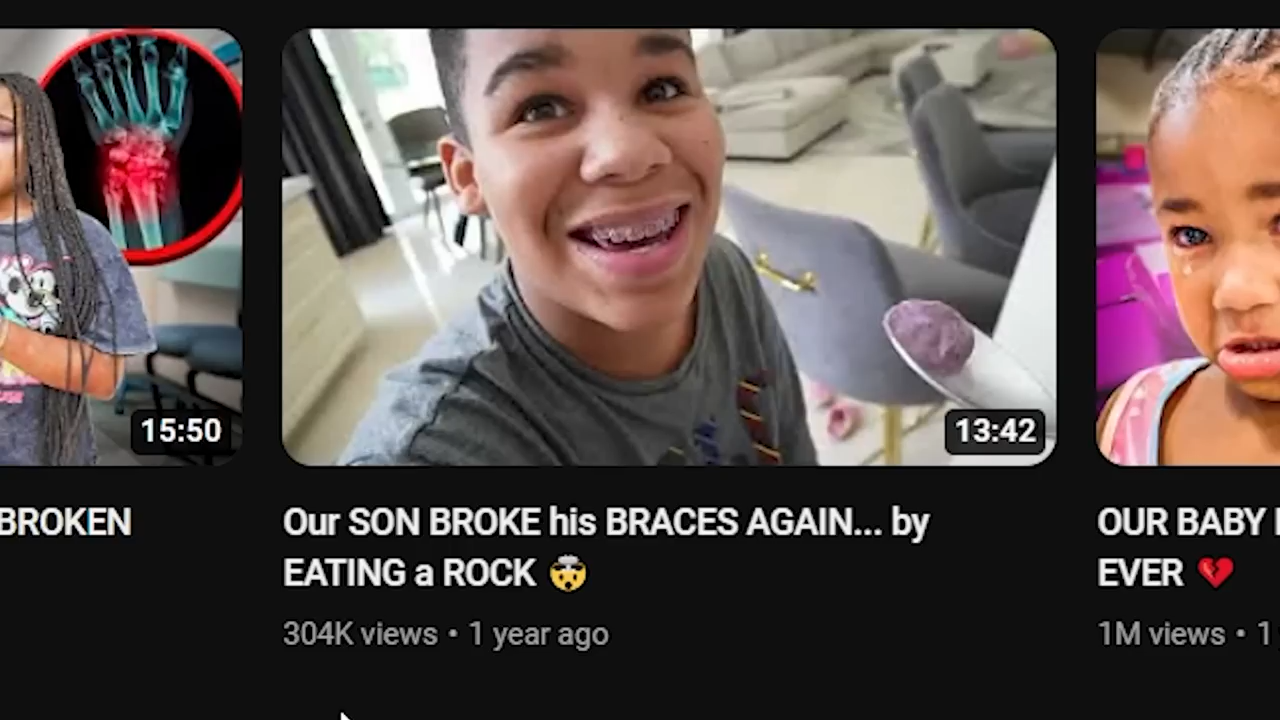 15:50
BROKEN
13:42
Our SON BROKE his BRACES AGAIN... by
EATING a ROCK 🤯
304K views • 1 year ago
OUR BABY
EVER 💔
1M views • 1